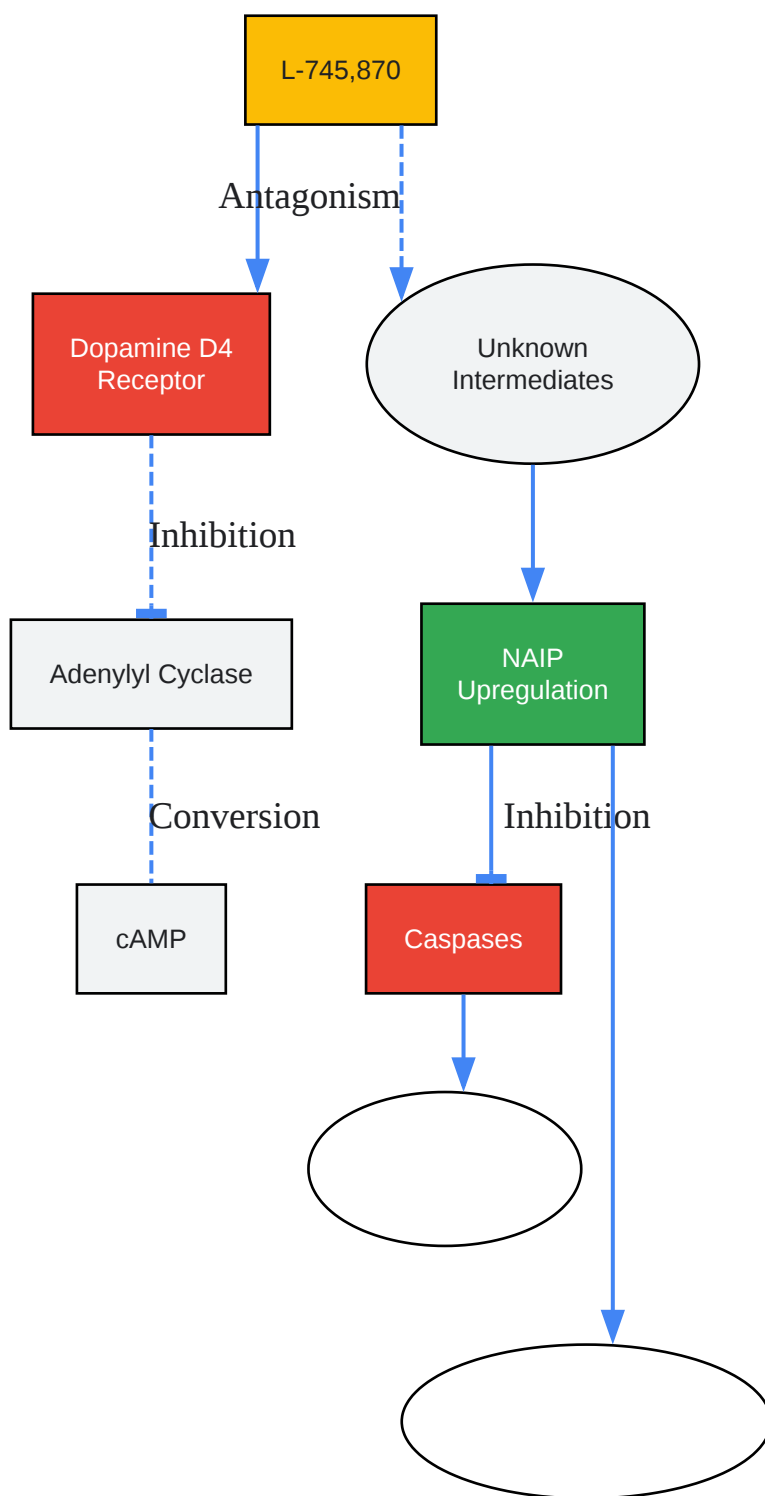 L-745,870
Antagonism
Dopamine D4
Receptor
Unknown
Intermediates
Inhibition
Adenylyl Cyclase
NAIP
Upregulation
Conversion
Inhibition
cAMP
Caspases